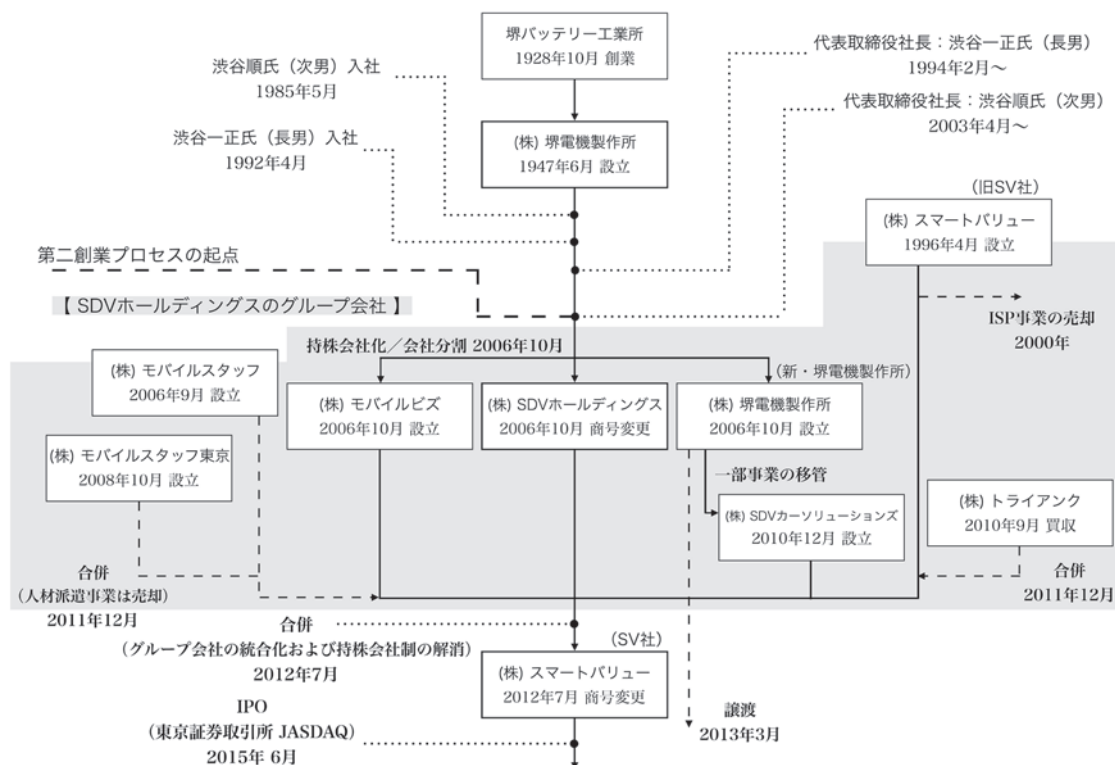 堺バッテリー工業所
1928年10月 創業
代表取締役社長：渋谷一正氏（長男）
1994年2月～
渋谷順氏（次男）入社
1985年5月
代表取締役社長：渋谷順氏（次男）
2003年4月～
渋谷一正氏（長男）入社
1992年4月
(株) 堺電機製作所
1947年6月 設立
（旧SV社）
(株) スマートバリュー
1996年4月 設立
第二創業プロセスの起点
【 SDVホールディングスのグループ会社 】
ISP事業の売却
2000年
持株会社化／会社分割 2006年10月
（新・堺電機製作所）
(株) モバイルスタッフ
2006年9月 設立
(株) モバイルビズ
2006年10月 設立
(株) SDVホールディングス
2006年10月 商号変更
(株) 堺電機製作所
2006年10月 設立
(株) モバイルスタッフ東京
2008年10月 設立
一部事業の移管
(株) SDVカーソリューションズ
2010年12月 設立
(株) トライアンク
2010年9月 買収
合併
（人材派遣事業は売却）
2011年12月
合併
2011年12月
合併
（グループ会社の統合化および持株会社制の解消）
2012年7月
（SV社）
(株) スマートバリュー
2012年7月 商号変更
IPO
（東京証券取引所 JASDAQ）
2015年 6月
譲渡
2013年3月